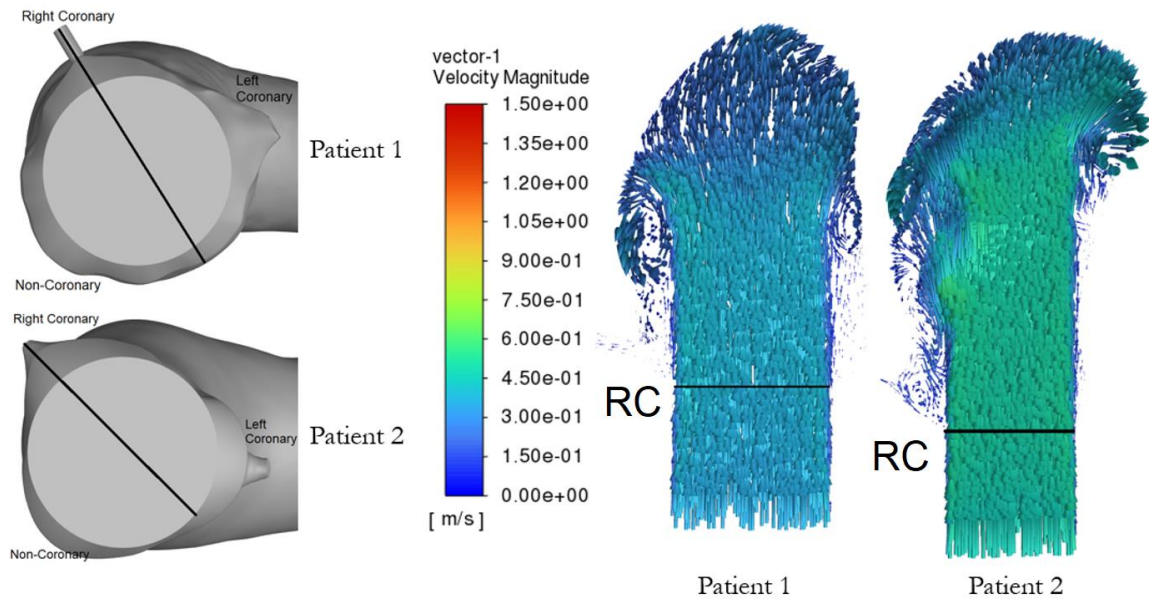 Right Coronary
Left
Coronary
Patient 1
Non-Coronary
Right Coronary
Left
Coronary
Patient 2
Non-Coronary
vector-1
Velocity Magnitude
1.50e+00
1.35e+00
1.20e+00
1.05e+00
9.00e-01
7.50e-01
6.00e-01
4.50e-01
3.00e-01
1.50e-01
0.00e+00
[ m/s ]
RC
RC
Patient 1
Patient 2